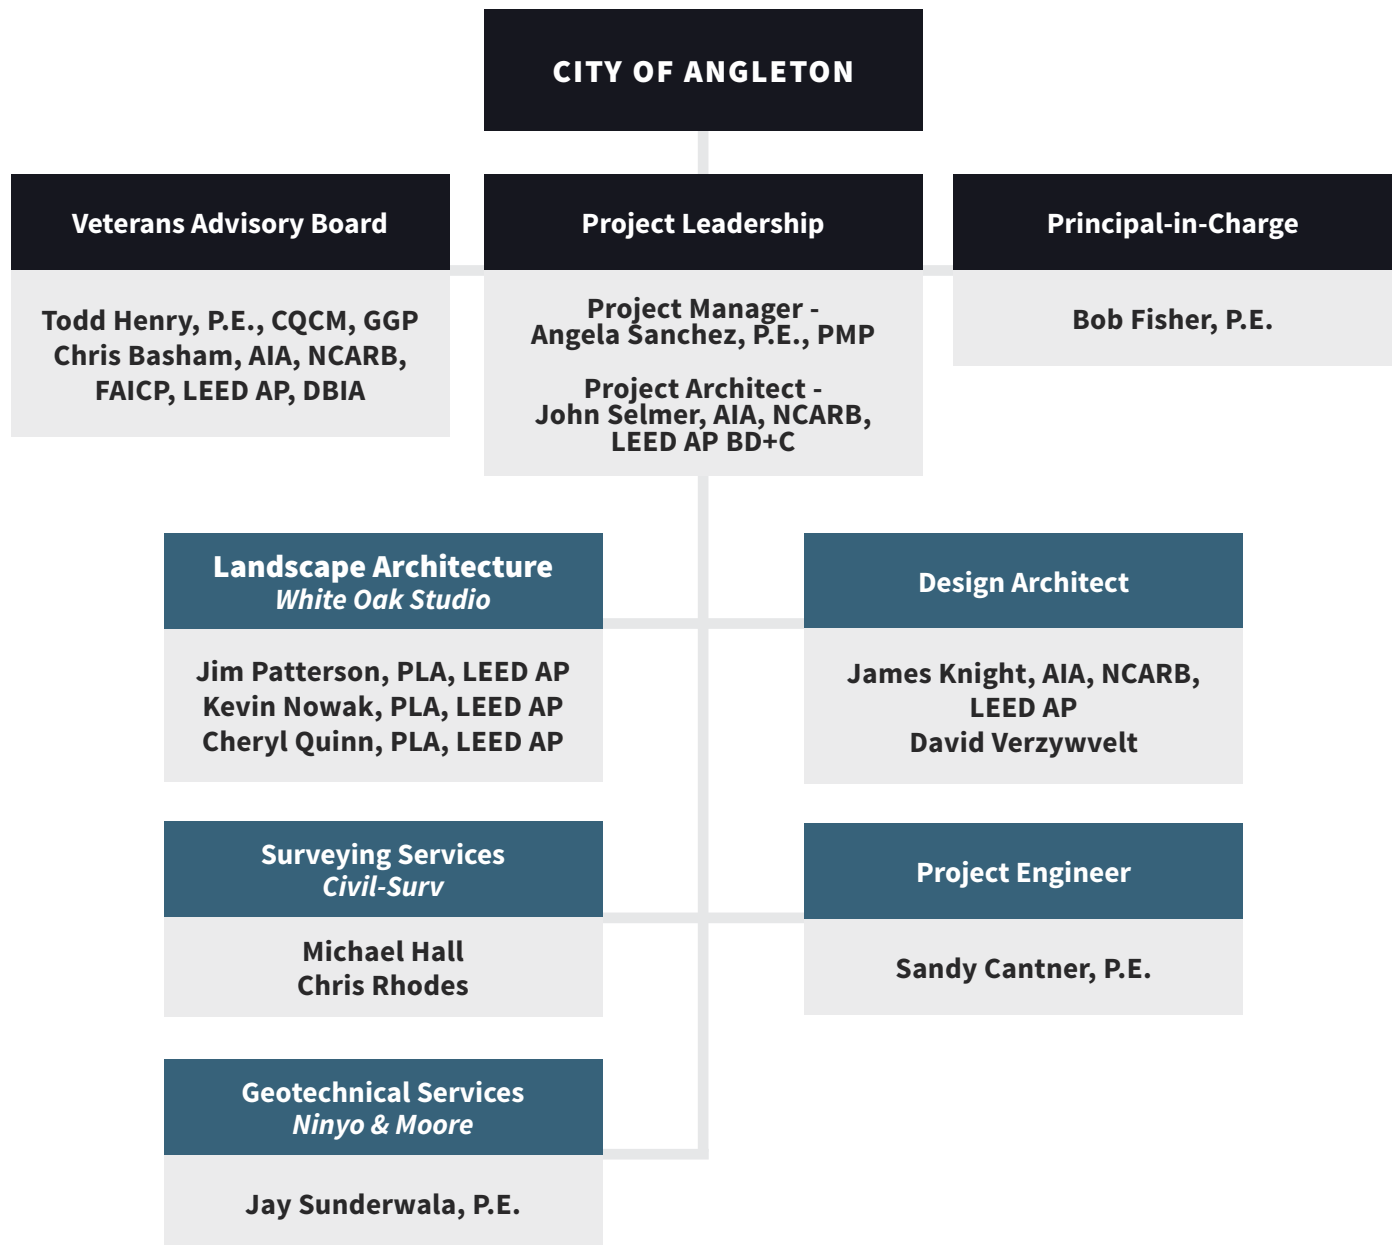 CITY OF ANGLETON
Veterans Advisory Board
Todd Henry, P.E., CQCM, GGP
Chris Basham, AIA, NCARB,
FAICP, LEED AP, DBIA
Project Leadership
Project Manager -
Angela Sanchez, P.E., PMP
Project Architect -
John Selmer, AIA, NCARB,
LEED AP BD+C
Principal-in-Charge
Bob Fisher, P.E.
Landscape Architecture
White Oak Studio
Jim Patterson, PLA, LEED AP
Kevin Nowak, PLA, LEED AP
Cheryl Quinn, PLA, LEED AP
Design Architect
James Knight, AIA, NCARB,
LEED AP
David Verzywvelt
Surveying Services
Civil-Surv
Michael Hall
Chris Rhodes
Project Engineer
Sandy Cantner, P.E.
Geotechnical Services
Ninyo & Moore
Jay Sunderwala, P.E.